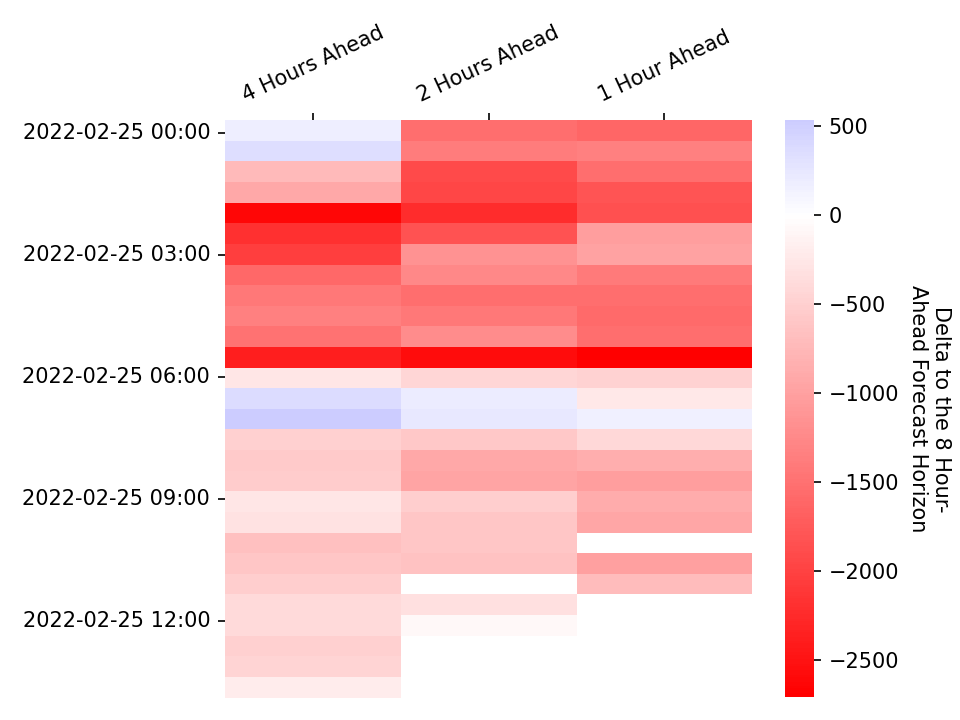 4 Hours Ahead
2 Hours Ahead
1 Hour Ahead
2022-02-25 00:00
2022-02-25 03:00
2022-02-25 06:00
2022-02-25 09:00
2022-02-25 12:00
500
0
−500
−1000
−1500
−2000
−2500
Delta to the 8 Hour-
Ahead Forecast Horizon